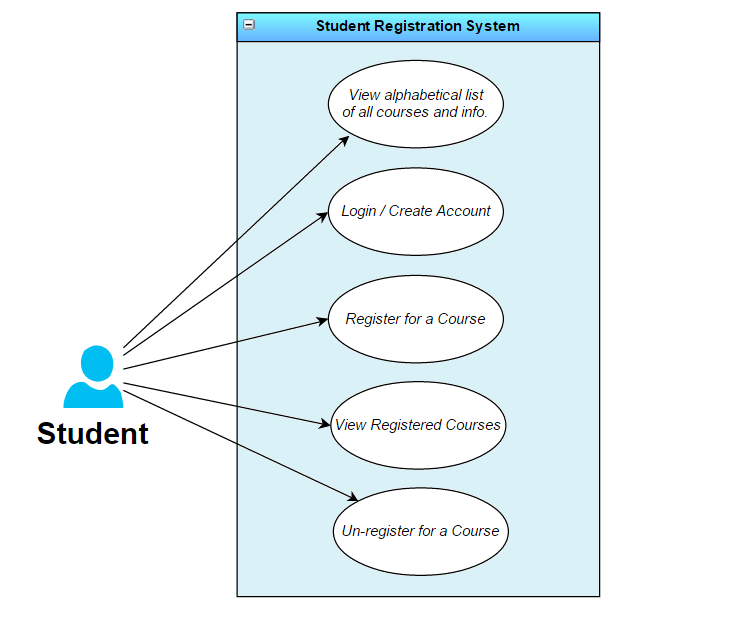 Student Registration System
View alphabetical list
of all courses and info.
Login / Create Account
Register for a Course
View Registered Courses
Un-register for a Course
Student